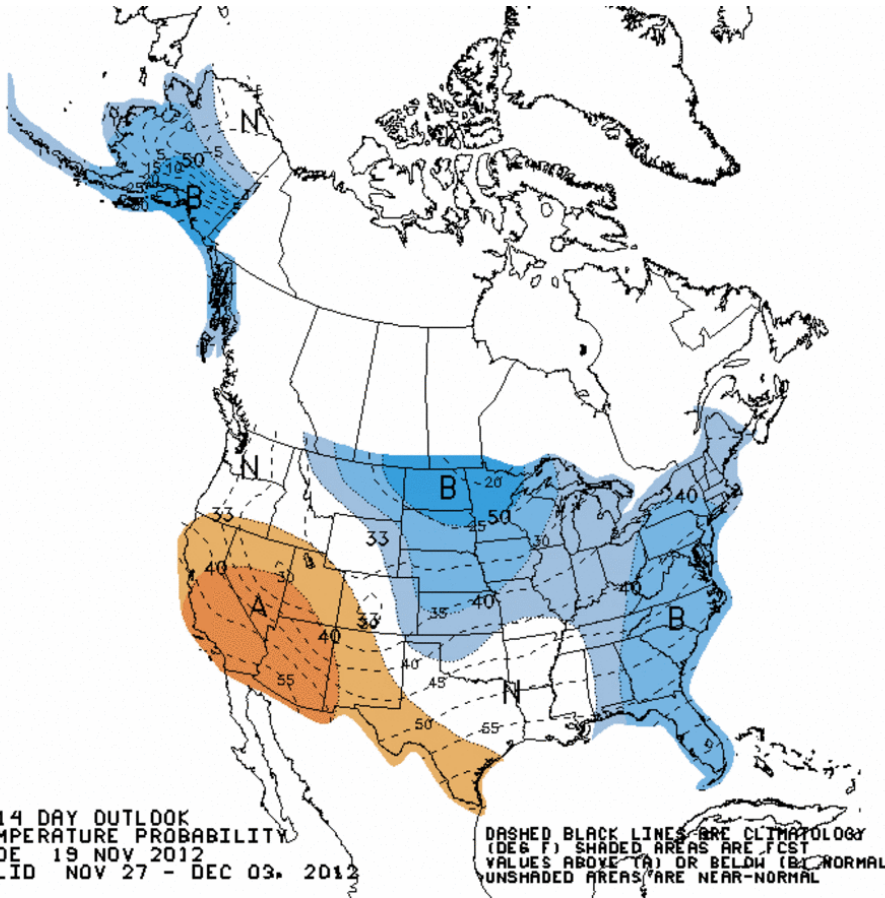 N
50
B
N
B
20
40
33
50
25
33
30
40
30
40
40
A
33
35
B
40
40
45
55
N
50
55
14 DAY OUTLOOK
MPERATURE PROBABILITY
DE 19 NOV 2012
LID NOV 27 - DEC 03, 2012
DASHED BLACK LINES ARE CLIMATOLOGY
(DEG F) SHADED AREAS ARE FCST
VALUES ABOVE (A) OR BELOW (B) NORMAL
UNSHADED AREAS ARE NEAR-NORMAL